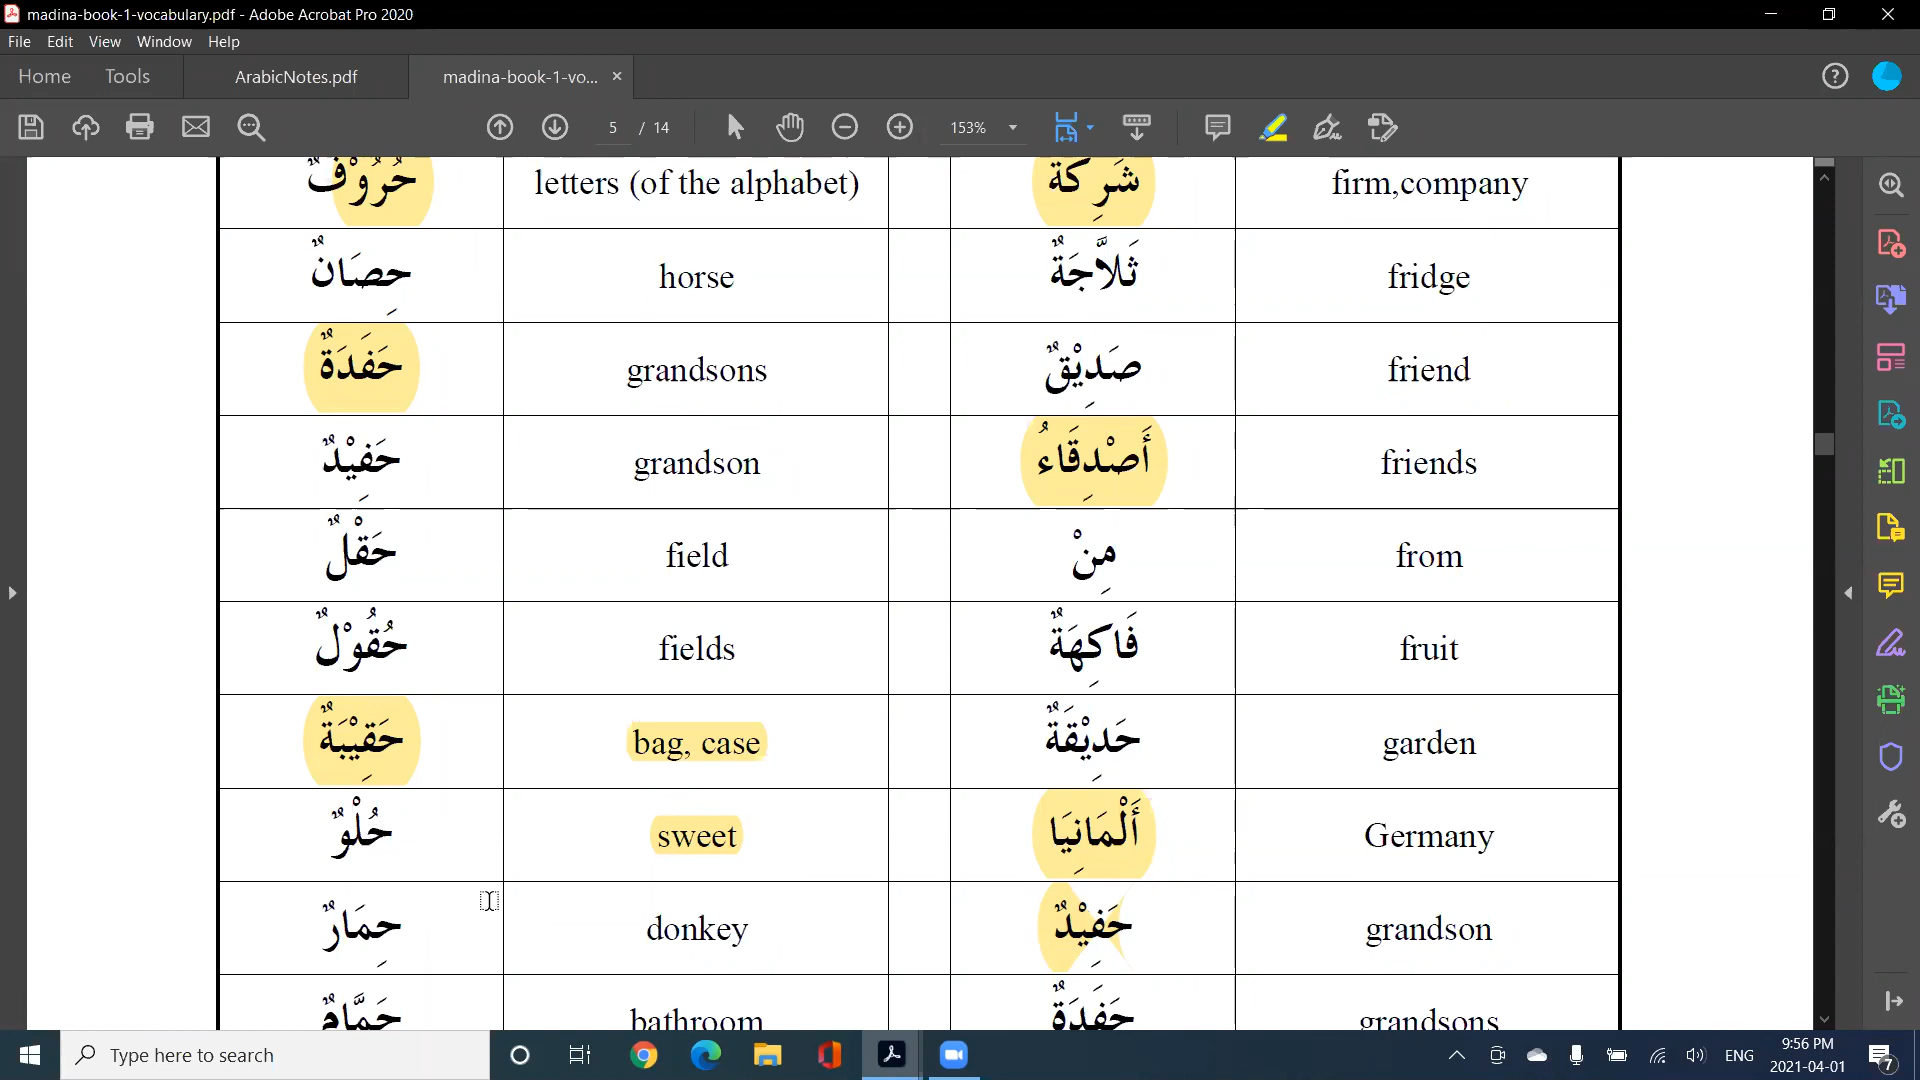 madina-book-1-vocabulary.pdf - Adobe Acrobat Pro 2020
File Edit View Window Help
Home Tools ArabicNotes.pdf madina-book-1-vo... ×
5 / 14 153%
حُرُوْفٌ letters (of the alphabet) شَرِكَة firm,company
حِصَانٌ horse ثَلاَّجَةٌ fridge
حَفَدَةٌ grandsons صَدِيْقٌ friend
حَفِيْدٌ grandson أَصْدِقَاءُ friends
حَقْلٌ field مِنْ from
حُقُوْلٌ fields فَاكِهَةٌ fruit
حَقِيْبَةٌ bag, case حَدِيْقَةٌ garden
حُلْوٌ sweet أَلْمَانِيَا Germany
حِمَارٌ donkey حَفِيْدٌ grandson
حَمَّامٌ bathroom حَفَدَةٌ grandsons
Type here to search
ENG
9:56 PM
2021-04-01
7